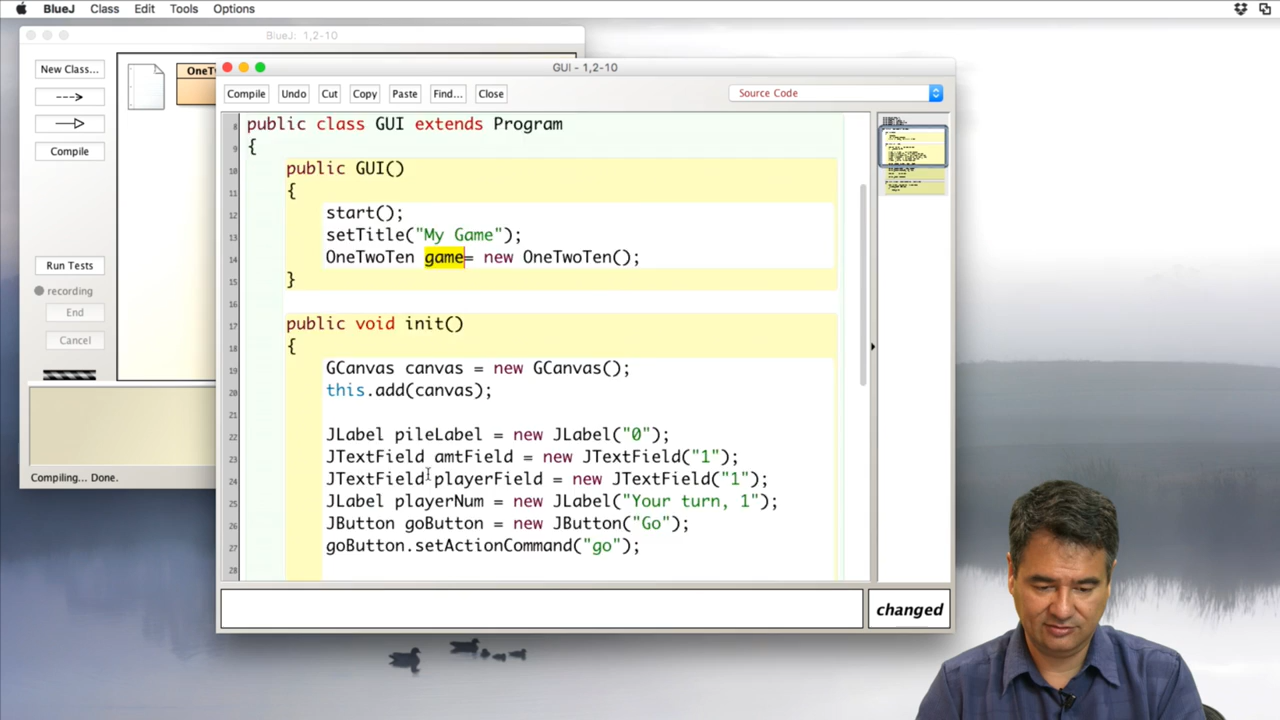 BlueJ Class Edit Tools Options
BlueJ: 1,2-10
New Class...
--->
Compile
Run Tests
recording
End
Cancel
Compiling... Done.
GUI - 1,2-10
Compile Undo Cut Copy Paste Find... Close Source Code
8 public class GUI extends Program
9 {
10 public GUI()
11 {
12 start();
13 setTitle("My Game");
14 OneTwoTen game= new OneTwoTen();
15 }
16
17 public void init()
18 {
19 GCanvas canvas = new GCanvas();
20 this.add(canvas);
21
22 JLabel pileLabel = new JLabel("0");
23 JTextField amtField = new JTextField("1");
24 JTextField playerField = new JTextField("1");
25 JLabel playerNum = new JLabel("Your turn, 1");
26 JButton goButton = new JButton("Go");
27 goButton.setActionCommand("go");
28
changed